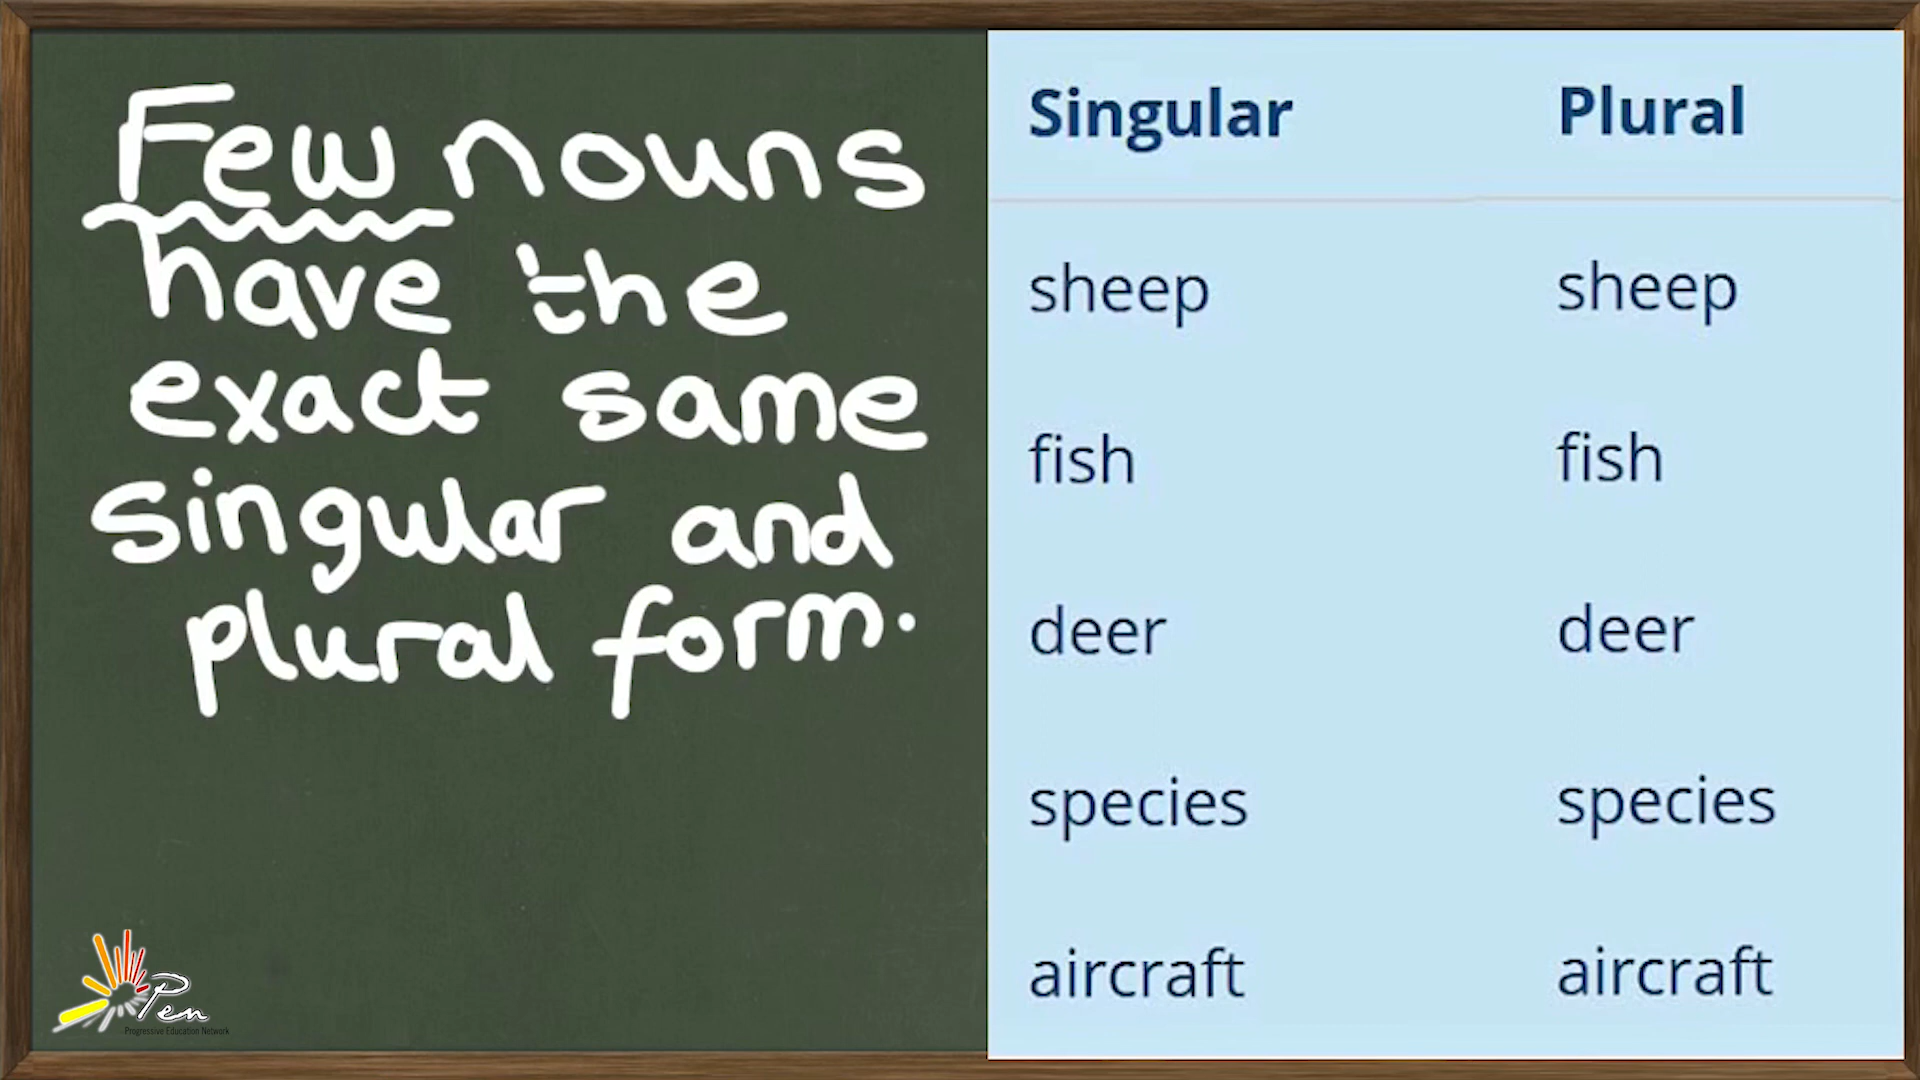 Few nouns
have the
exact same
singular and
plural form.
Singular Plural
sheep sheep
fish fish
deer deer
species species
aircraft aircraft
Pen
Progressive Education Network